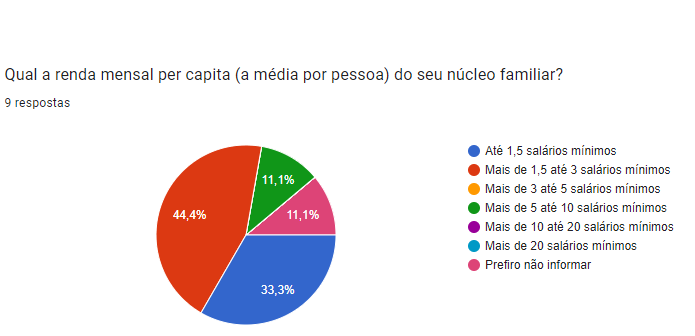 Qual a renda mensal per capita (a média por pessoa) do seu núcleo familiar?
9 respostas
Até 1,5 salários mínimos
Mais de 1,5 até 3 salários mínimos
Mais de 3 até 5 salários mínimos
Mais de 5 até 10 salários mínimos
Mais de 10 até 20 salários mínimos
Mais de 20 salários mínimos
Prefiro não informar
11,1%
44,4%
11,1%
33,3%